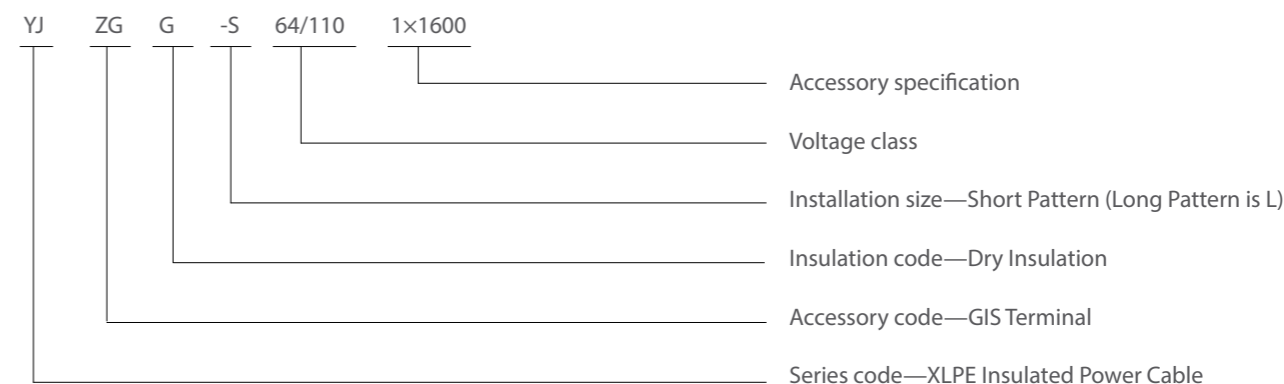 YJ ZG G -S 64/110 1×1600
Accessory specification
Voltage class
Installation size—Short Pattern (Long Pattern is L)
Insulation code—Dry Insulation
Accessory code—GIS Terminal
Series code—XLPE Insulated Power Cable